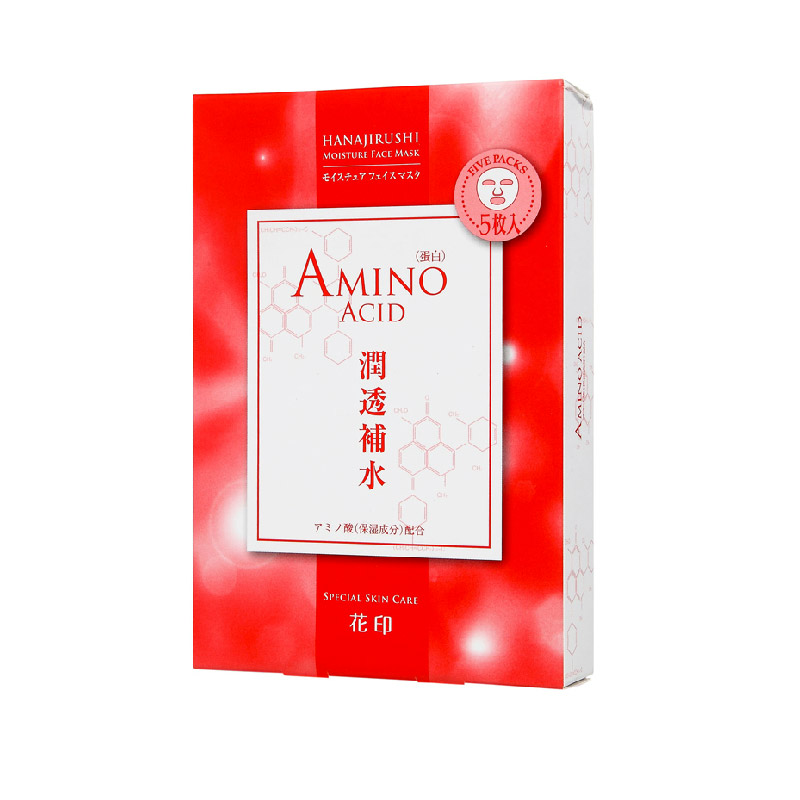 HANAJIRUSHI
MOISTURE FACE MASK
モイスチュアフェイスマスク
FIVE PACKS
5枚入
(蛋白)
AMINO
ACID
潤透補水
アミノ酸(保湿成分)配合
SPECIAL SKIN CARE
花印
AMINO ACID